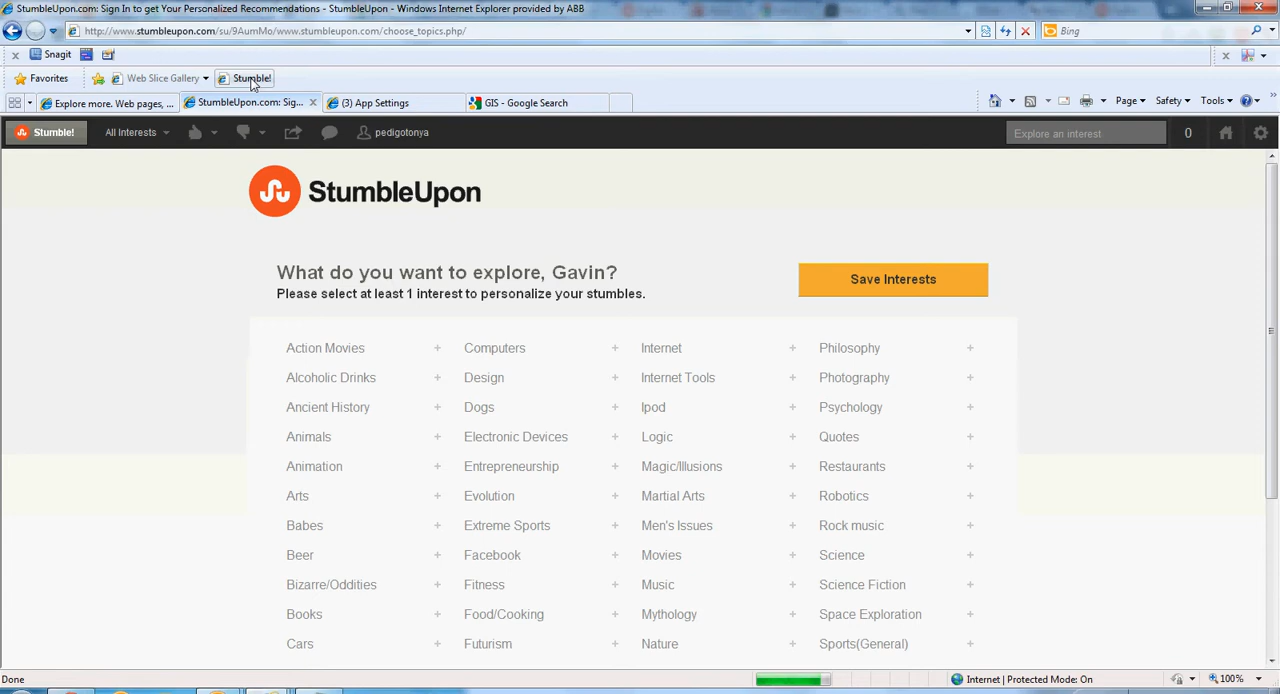 StumbleUpon.com: Sign In to get Your Personalized Recommendations - StumbleUpon - Windows Internet Explorer provided by ABB
http://www.stumbleupon.com/su/9AumMo/www.stumbleupon.com/choose_topics.php/
Bing
Snagit
Favorites Web Slice Gallery Stumble!
Explore more. Web pages, ... StumbleUpon.com: Sig... (3) App Settings GIS - Google Search Page Safety Tools
Stumble! All Interests pedigotonya Explore an interest 0
StumbleUpon
What do you want to explore, Gavin?
Save Interests
Please select at least 1 interest to personalize your stumbles.
Action Movies + Computers + Internet + Philosophy +
Alcoholic Drinks + Design + Internet Tools + Photography +
Ancient History + Dogs + Ipod + Psychology +
Animals + Electronic Devices + Logic + Quotes +
Animation + Entrepreneurship + Magic/Illusions + Restaurants +
Arts + Evolution + Martial Arts + Robotics +
Babes + Extreme Sports + Men's Issues + Rock music +
Beer + Facebook + Movies + Science +
Bizarre/Oddities + Fitness + Music + Science Fiction +
Books + Food/Cooking + Mythology + Space Exploration +
Cars + Futurism + Nature + Sports(General) +
Done Internet | Protected Mode: On 100%